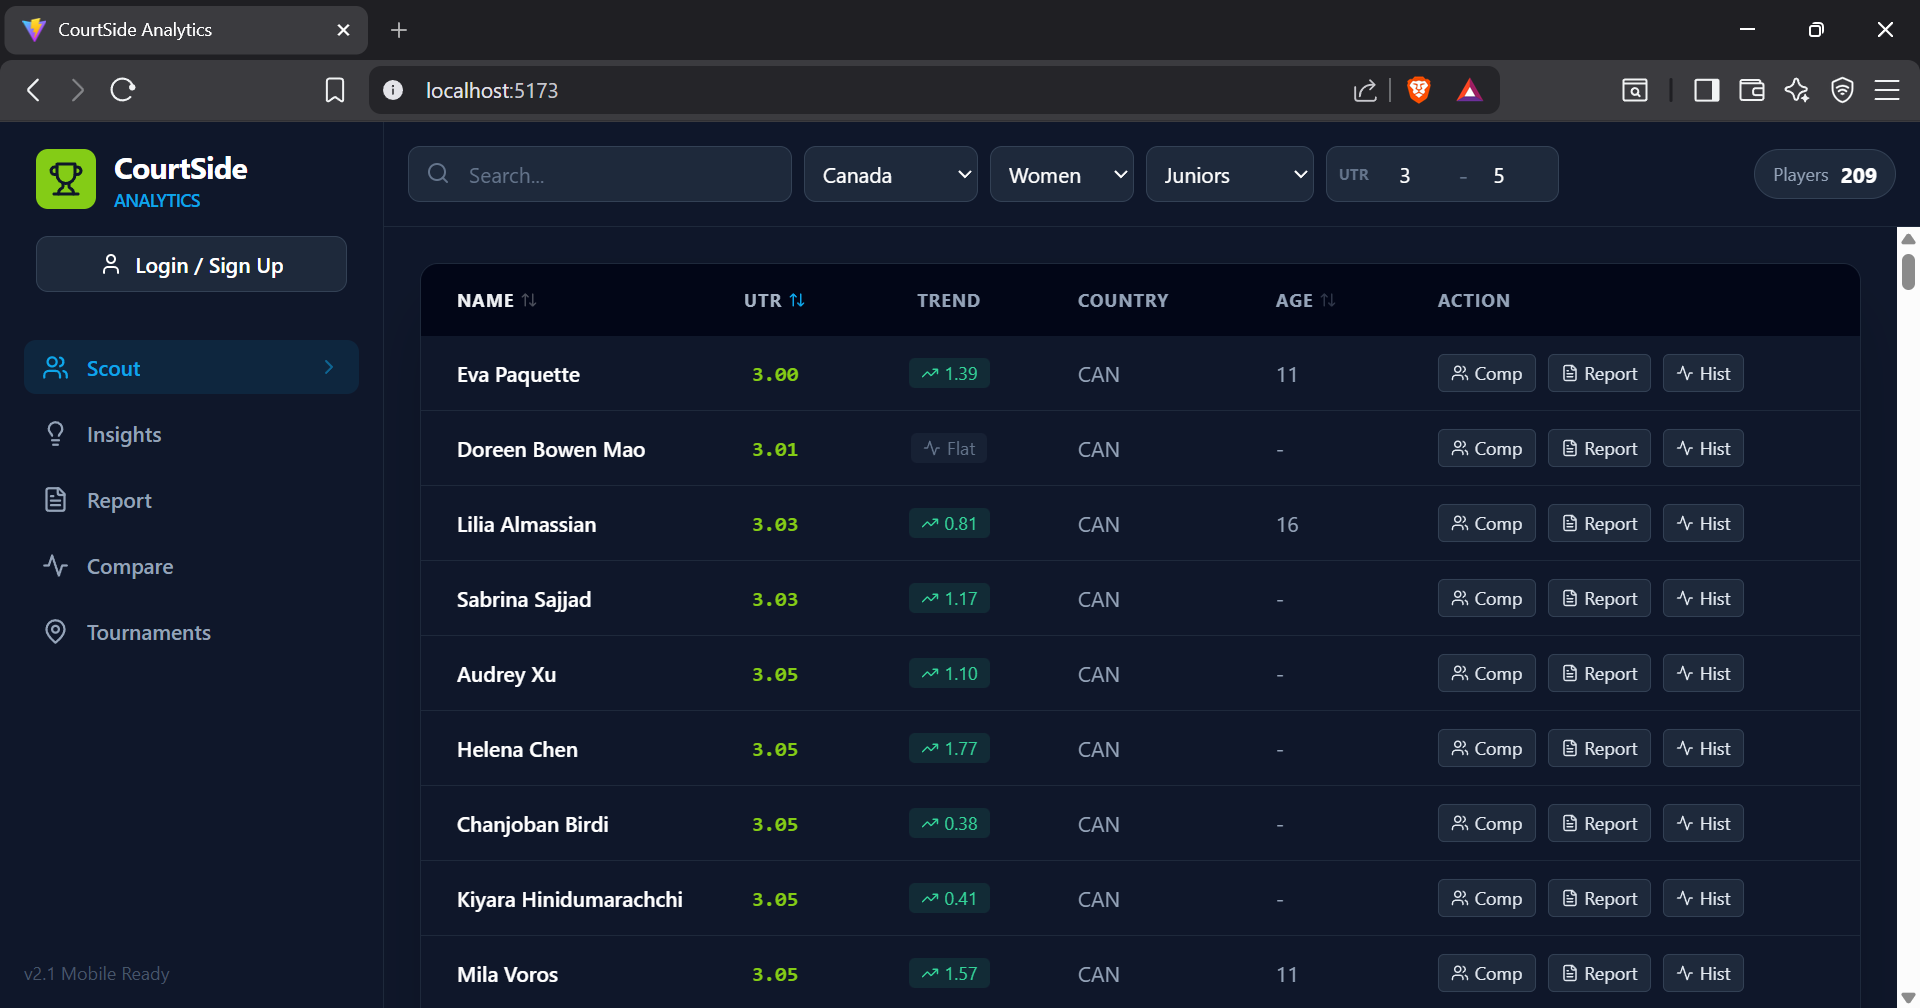 CourtSide Analytics
localhost:5173
CourtSide
ANALYTICS
Login / Sign Up
Scout
Insights
Report
Compare
Tournaments
v2.1 Mobile Ready
Search...
Canada
Women
Juniors
UTR 3 - 5
Players 209
NAME UTR TREND COUNTRY AGE ACTION
Eva Paquette 3.00 1.39 CAN 11 Comp Report Hist
Doreen Bowen Mao 3.01 Flat CAN - Comp Report Hist
Lilia Almassian 3.03 0.81 CAN 16 Comp Report Hist
Sabrina Sajjad 3.03 1.17 CAN - Comp Report Hist
Audrey Xu 3.05 1.10 CAN - Comp Report Hist
Helena Chen 3.05 1.77 CAN - Comp Report Hist
Chanjoban Birdi 3.05 0.38 CAN - Comp Report Hist
Kiyara Hinidumarachchi 3.05 0.41 CAN - Comp Report Hist
Mila Voros 3.05 1.57 CAN 11 Comp Report Hist